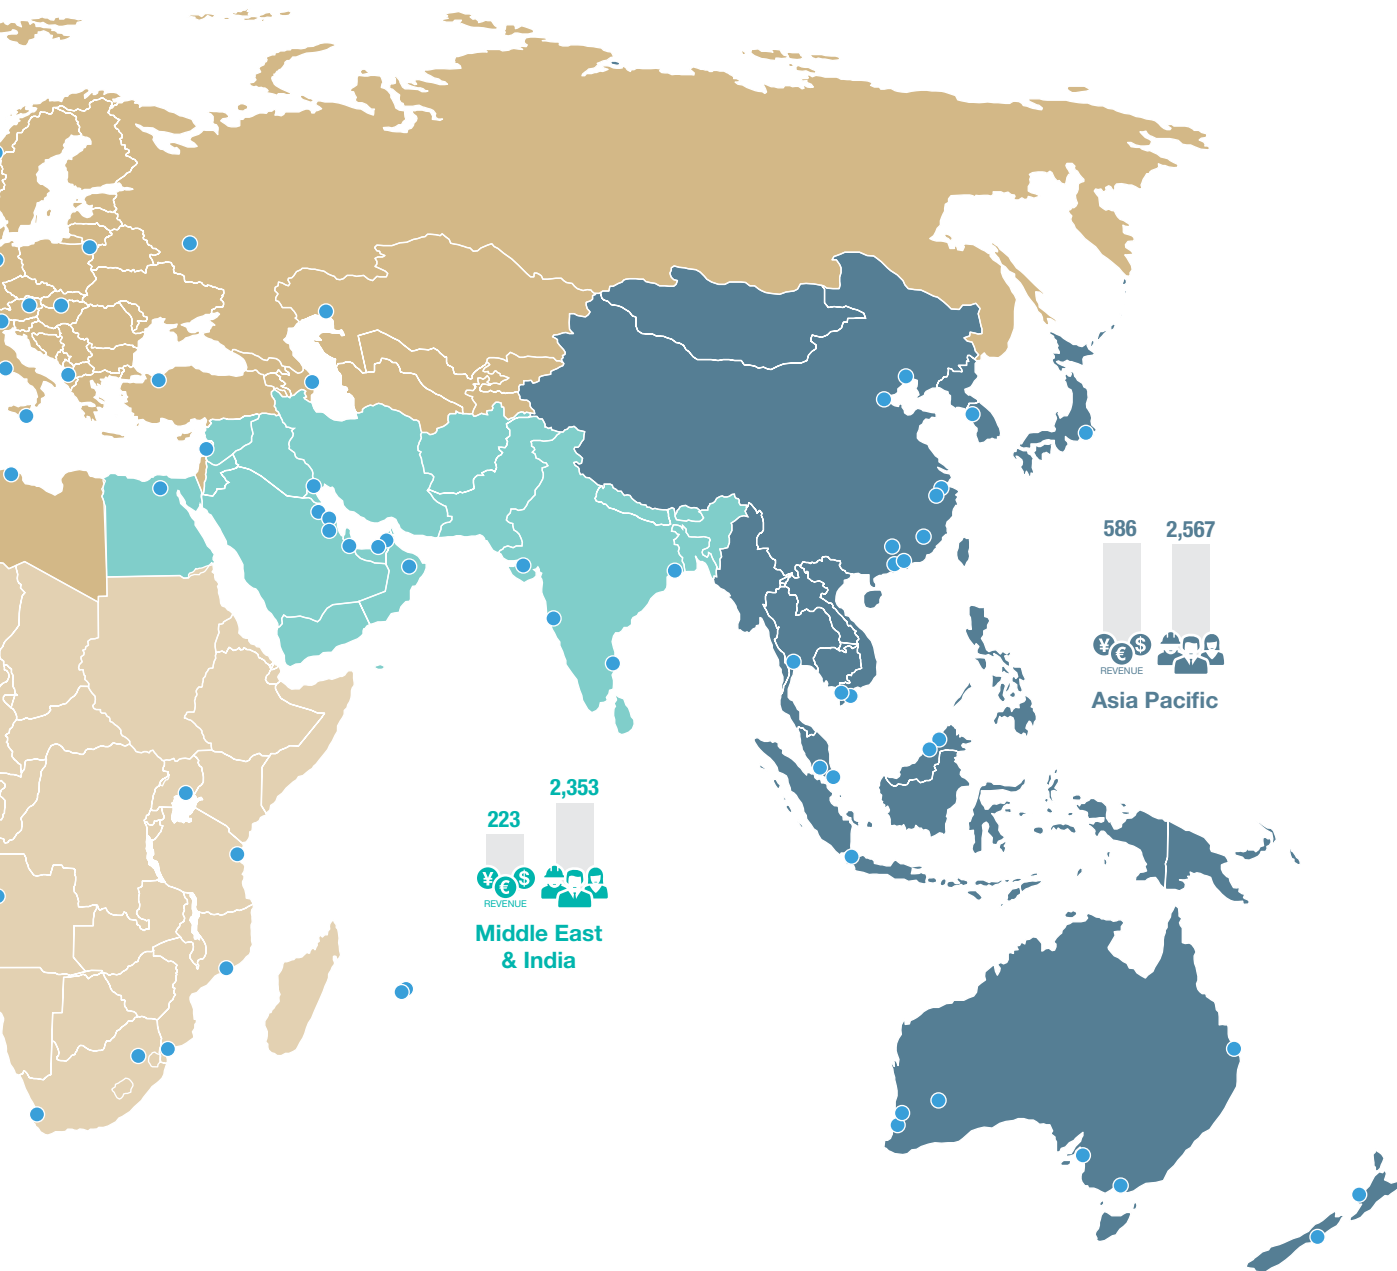 586 2,567
¥ € $
REVENUE
Asia Pacific
2,353
223
¥ € $
REVENUE
Middle East
& India